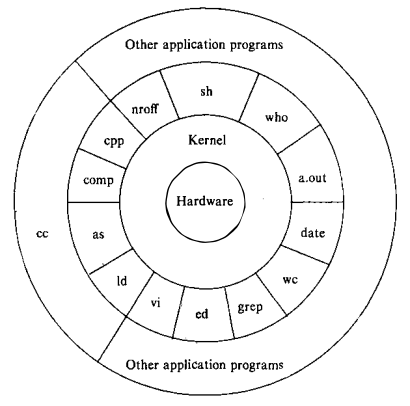 Other application programs
nroff
sh
who
cpp
Kernel
comp
a.out
Hardware
cc
as
date
ld
wc
vi
ed
grep
Other application programs